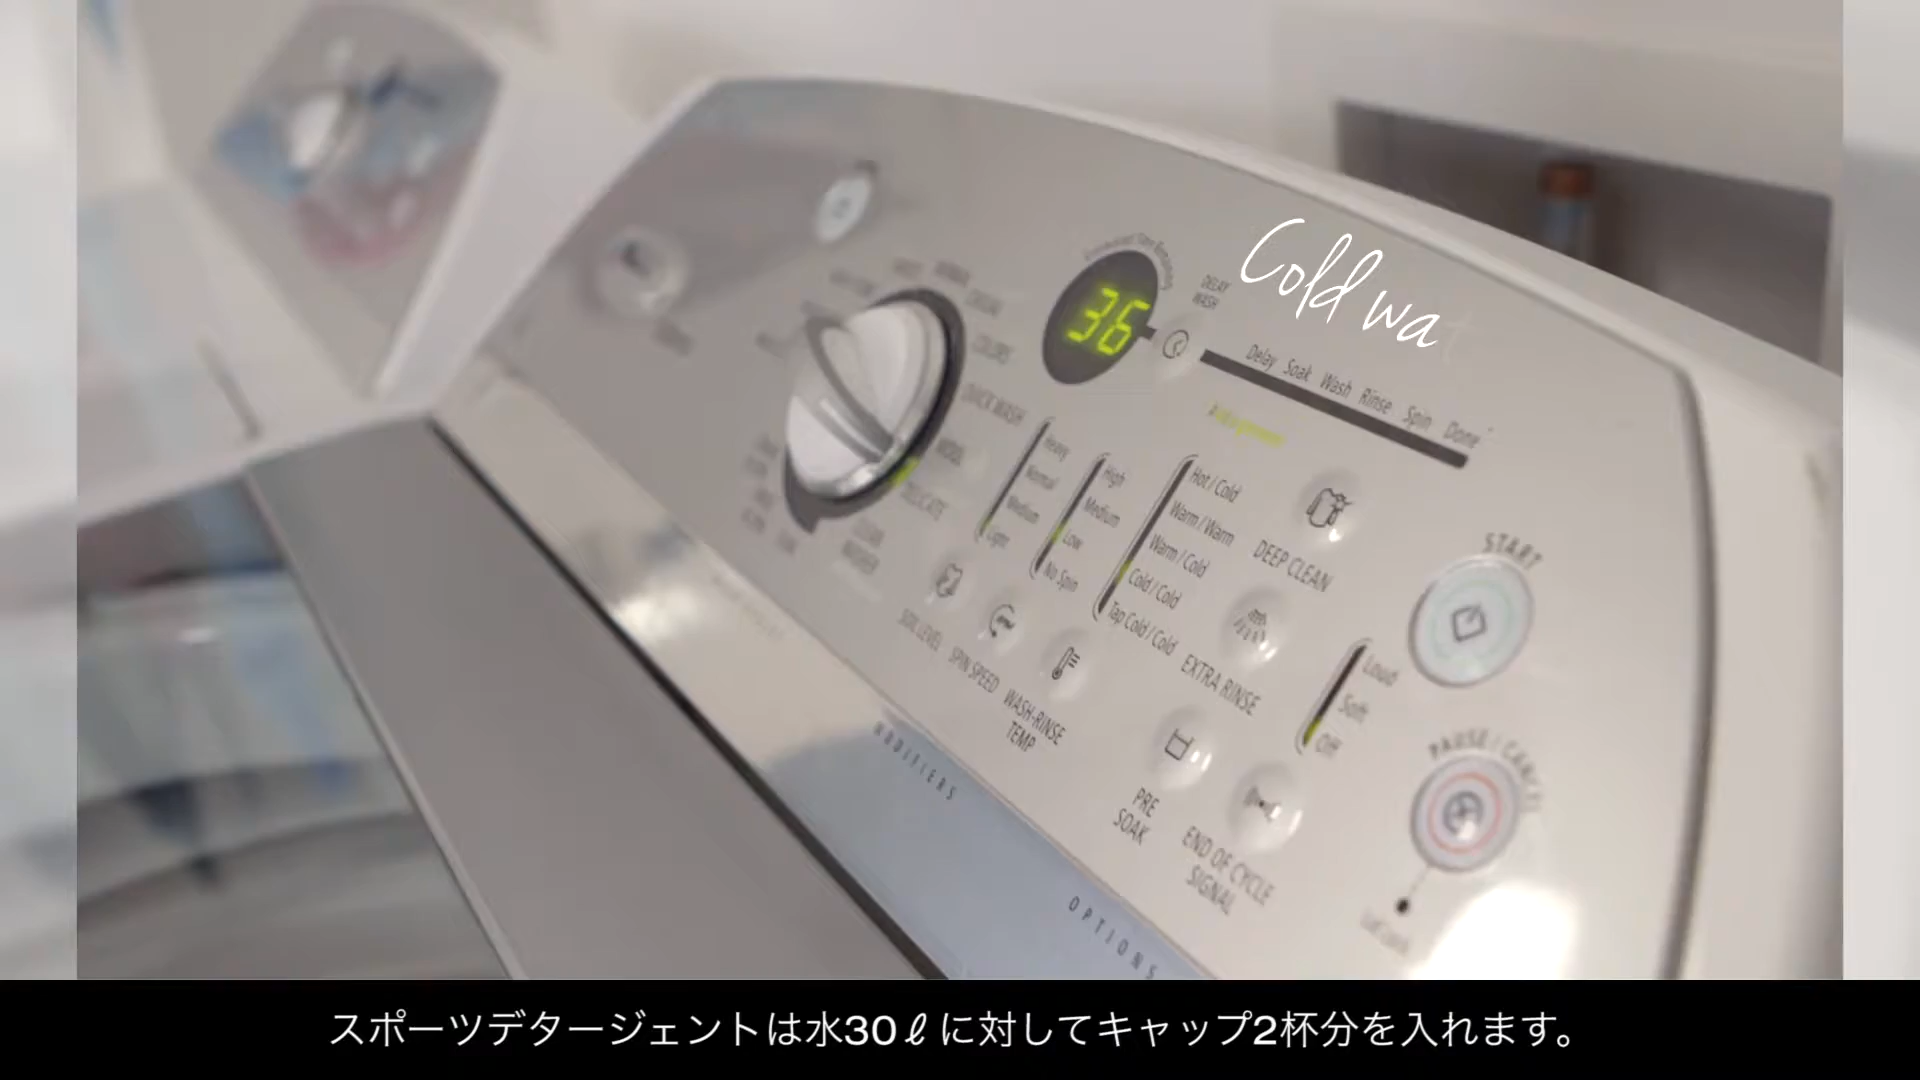 Cold wa
36
DELAY
WASH
Delay Soak Wash Rinse Spin Done
QUICK WASH
DELICATE
Heavy
Normal
Medium
Light
High
Medium
Low
No Spin
Hot / Cold
Warm / Warm
Warm / Cold
Cold / Cold
Tap Cold / Cold
DEEP CLEAN
START
SOIL LEVEL
SPIN SPEED
WASH-RINSE
TEMP
EXTRA RINSE
Loud
Soft
Off
PAUSE / CANCEL
PRE
SOAK
END OF CYCLE
SIGNAL
MODIFIERS
OPTIONS
スポーツデタージェントは水30ℓに対してキャップ2杯分を入れます。